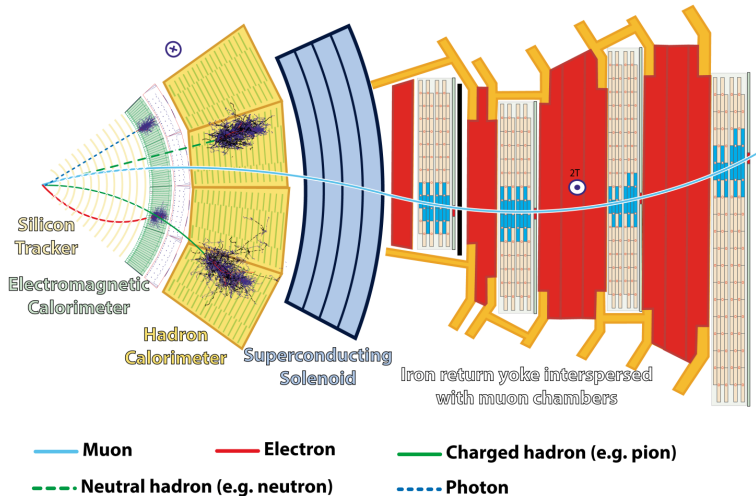 2T
Silicon
Tracker
Electromagnetic
Calorimeter
Hadron
Calorimeter
Superconducting
Solenoid
Iron return yoke interspersed
with muon chambers
Muon
Electron
Charged hadron (e.g. pion)
Neutral hadron (e.g. neutron)
Photon